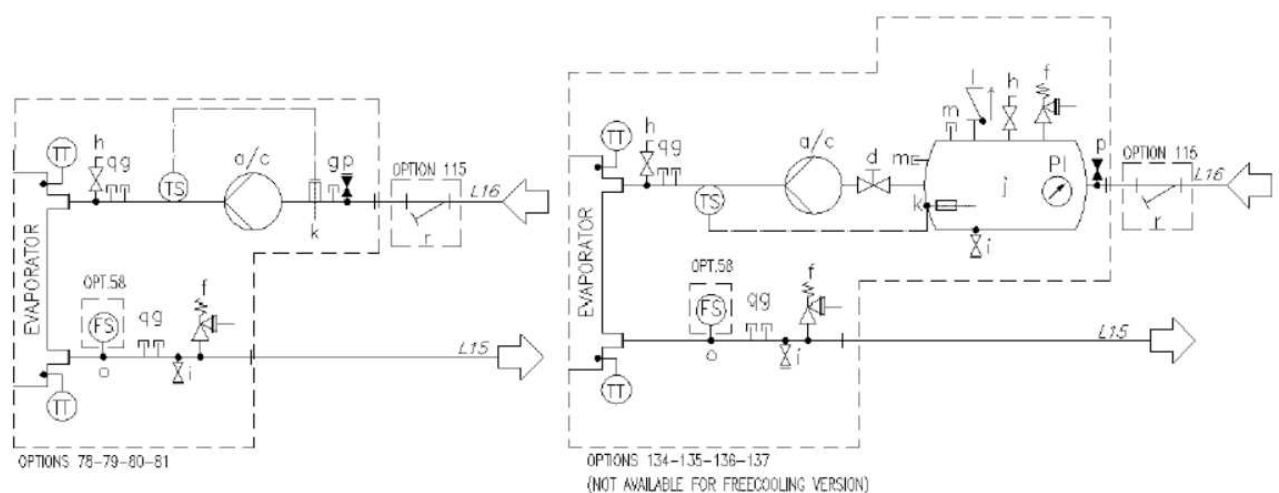 TT
h
qg
TS
a/c
k
gp
OPTION 115
L16
r
EVAPORATOR
OPT.58
FS
o
qg
i
f
L15
TT
OPTIONS 78-79-80-81
TT
h
qg
TS
a/c
d
m
m
l
h
f
k
j
PI
i
p
OPTION 115
L16
r
EVAPORATOR
OPT.58
FS
o
qg
i
f
L15
TT
OPTIONS 134-135-136-137
(NOT AVAILABLE FOR FREECOOLING VERSION)